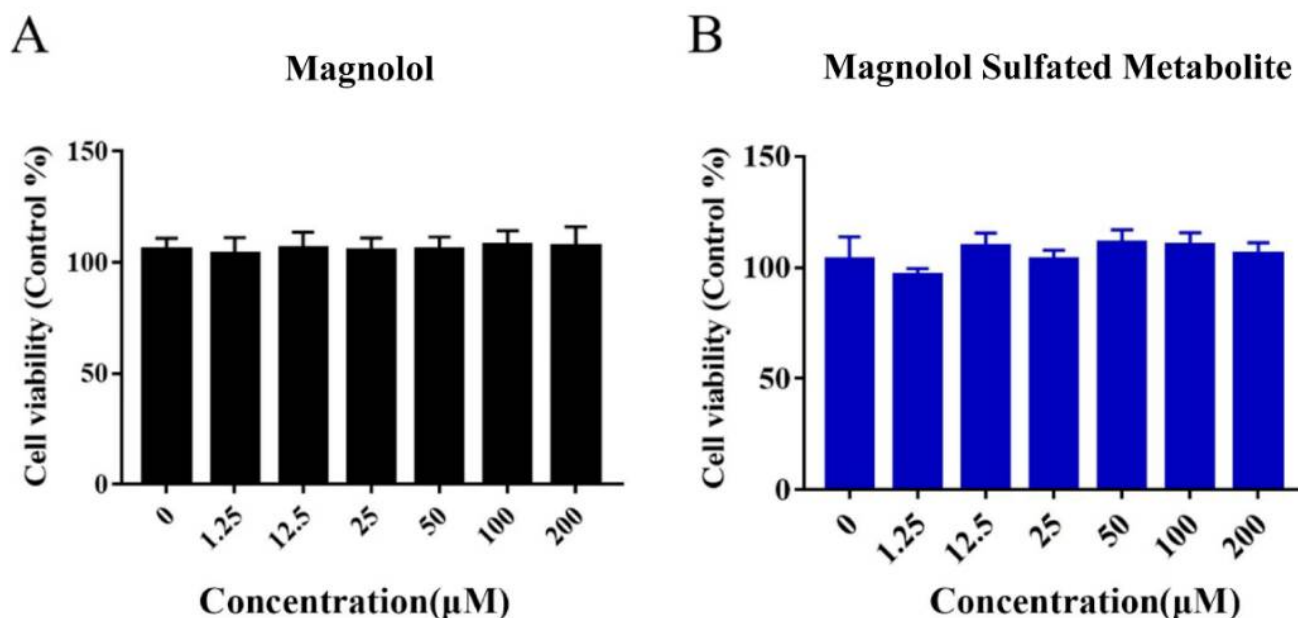 A
Magnolol
Cell viability (Control %)
150
100
50
0
0
1.25
12.5
25
50
100
200
Concentration(μM)
B
Magnolol Sulfated Metabolite
Cell viability (Control %)
150
100
50
0
0
1.25
12.5
25
50
100
200
Concentration(μM)